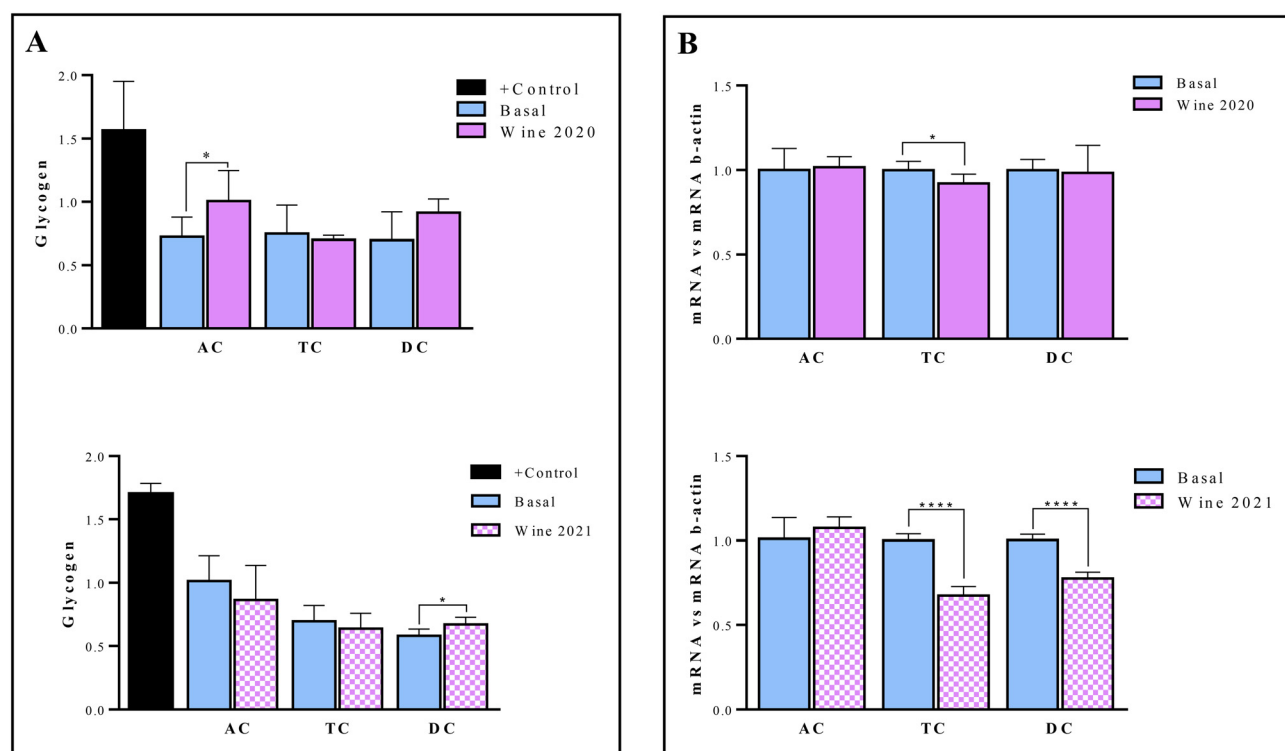 A
Glycogen
2.0
1.5
1.0
0.5
0.0
*
+Control
Basal
Wine 2020
AC TC DC
Glycogen
2.0
1.5
1.0
0.5
0.0
*
+Control
Basal
Wine 2021
AC TC DC
B
mRNA vs mRNA b-actin
1.5
1.0
0.5
0.0
*
Basal
Wine 2020
AC TC DC
mRNA vs mRNA b-actin
1.5
1.0
0.5
0.0
**** ****
Basal
Wine 2021
AC TC DC